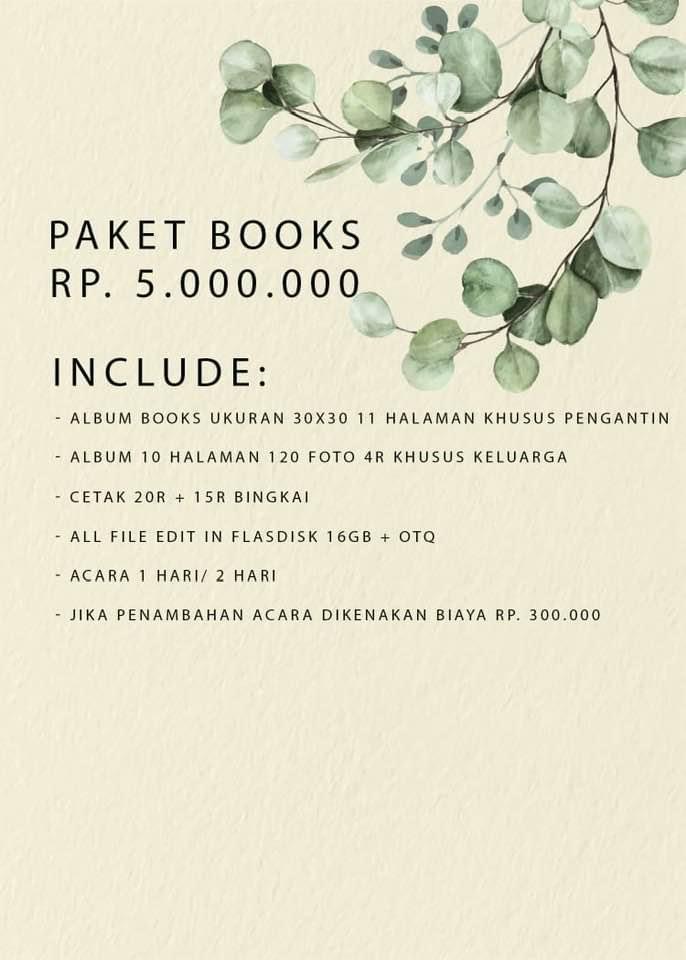 PAKET BOOKS
RP. 5.000.000
INCLUDE:
- ALBUM BOOKS UKURAN 30X30 11 HALAMAN KHUSUS PENGANTIN
- ALBUM 10 HALAMAN 120 FOTO 4R KHUSUS KELUARGA
- CETAK 20R + 15R BINGKAI
- ALL FILE EDIT IN FLASDISK 16GB + OTQ
- ACARA 1 HARI/ 2 HARI
- JIKA PENAMBAHAN ACARA DIKENAKAN BIAYA RP. 300.000